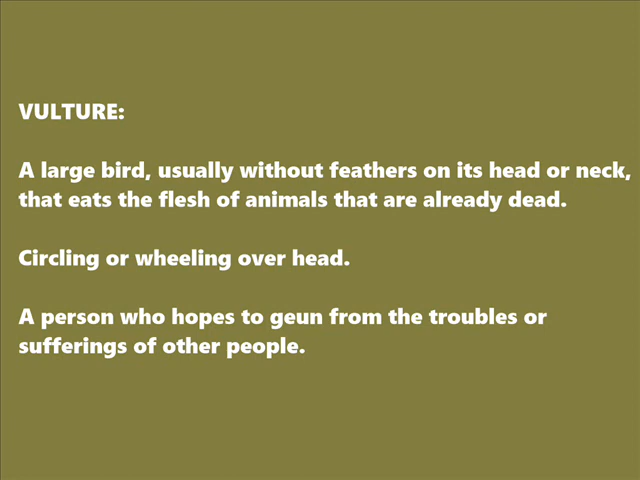 VULTURE:
A large bird, usually without feathers on its head or neck,
that eats the flesh of animals that are already dead.
Circling or wheeling over head.
A person who hopes to geun from the troubles or
sufferings of other people.